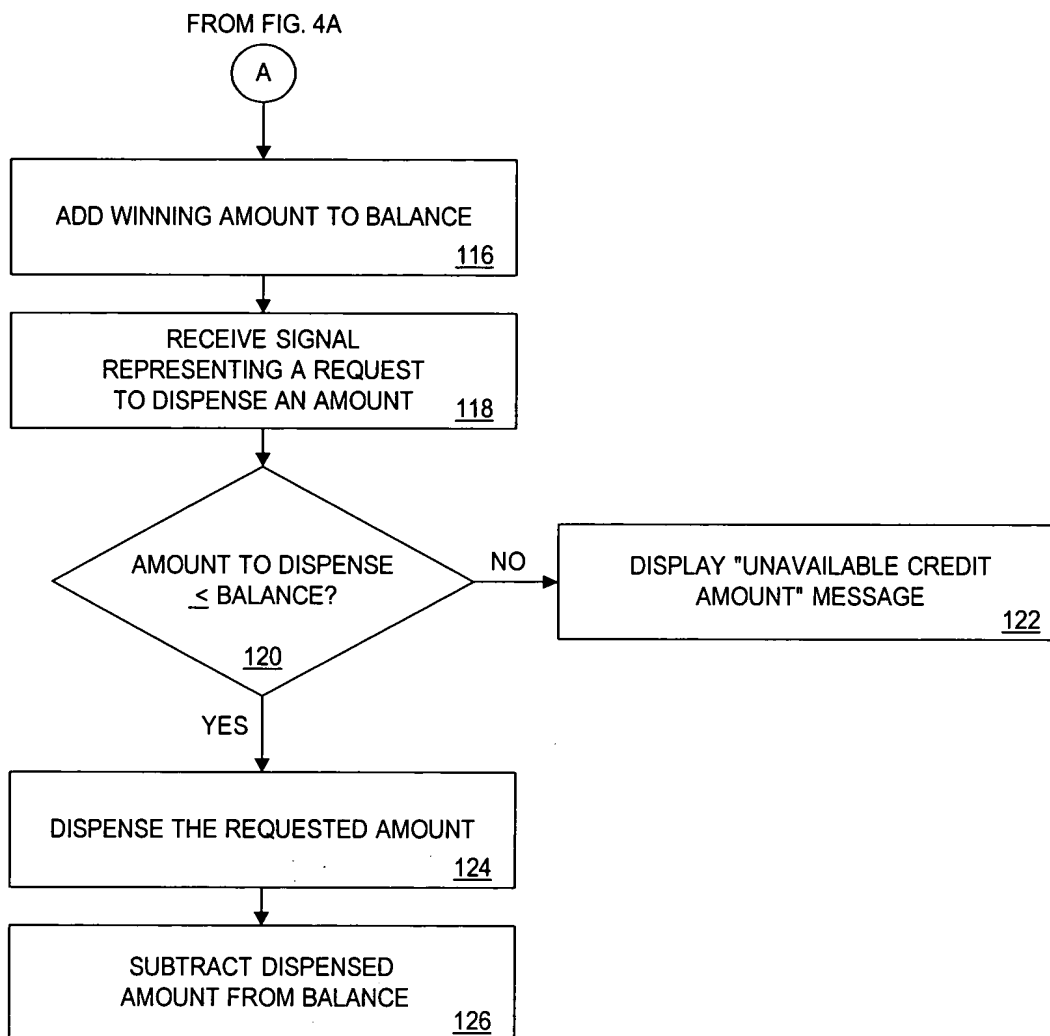 FROM FIG. 4A
A
ADD WINNING AMOUNT TO BALANCE
116
RECEIVE SIGNAL
REPRESENTING A REQUEST
TO DISPENSE AN AMOUNT
118
AMOUNT TO DISPENSE
≤ BALANCE?
120
NO
DISPLAY "UNAVAILABLE CREDIT
AMOUNT" MESSAGE
122
YES
DISPENSE THE REQUESTED AMOUNT
124
SUBTRACT DISPENSED
AMOUNT FROM BALANCE
126